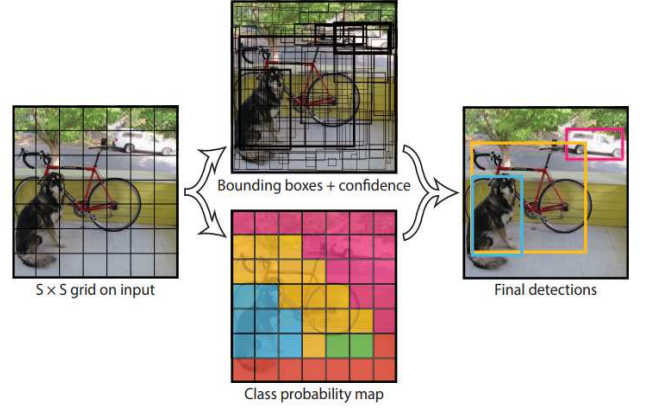 Bounding boxes + confidence
S × S grid on input
Final detections
Class probability map